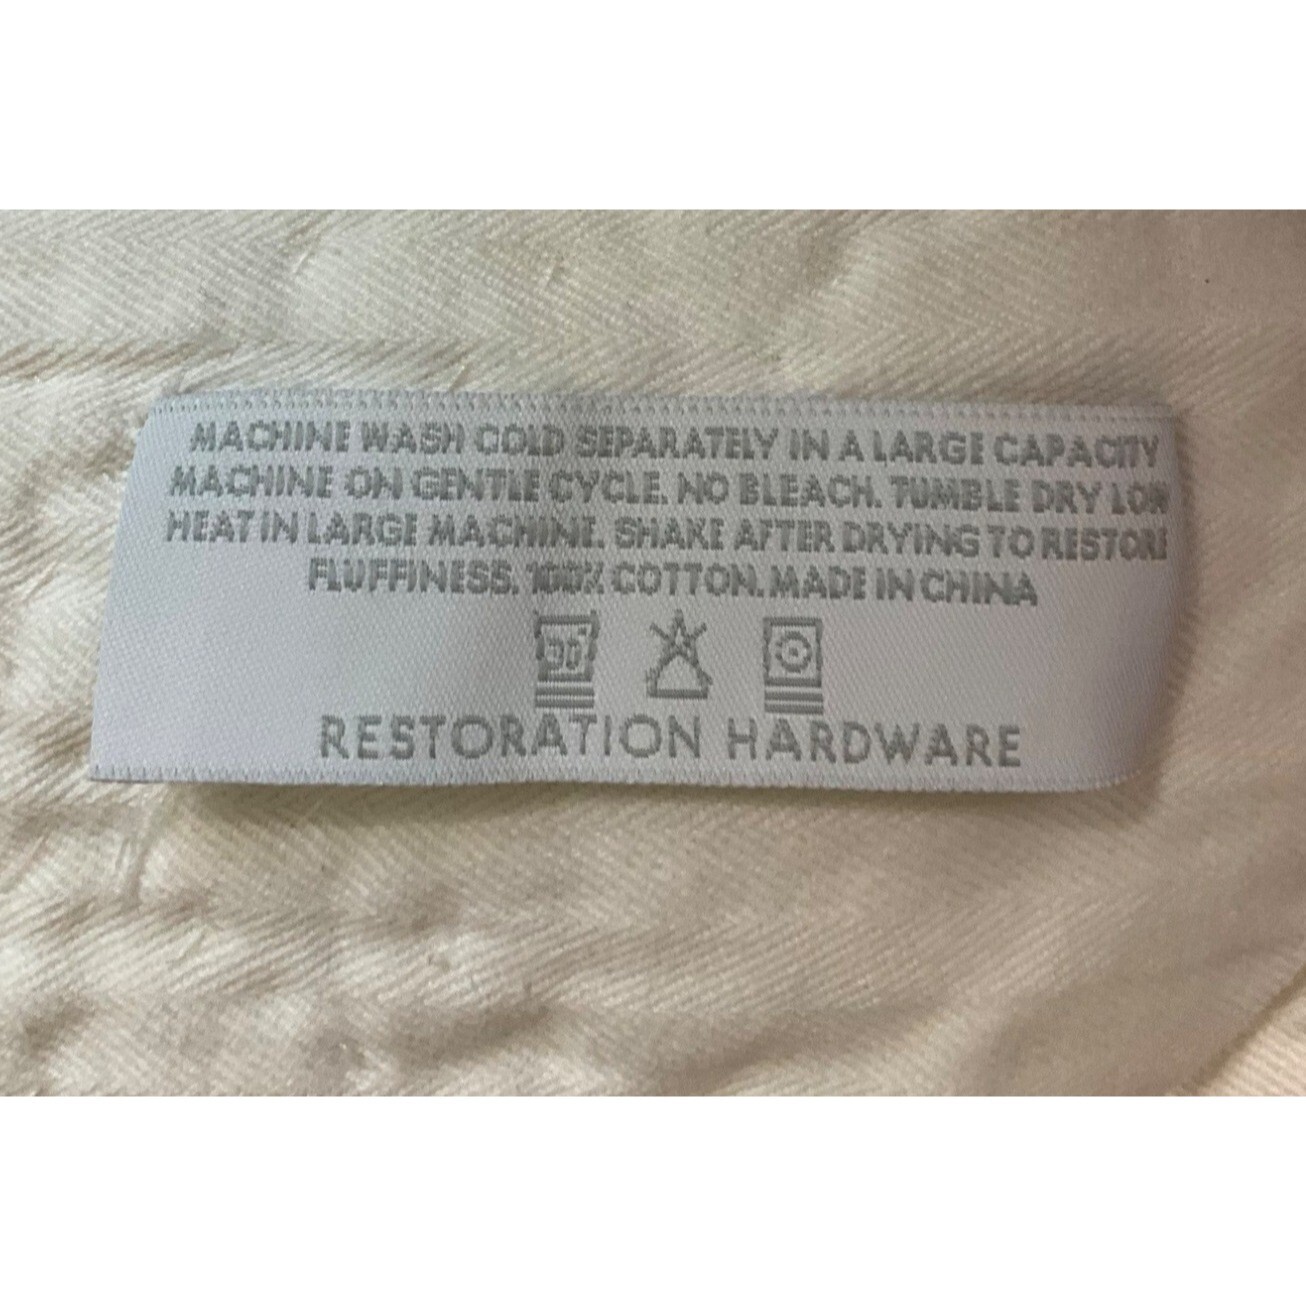 MACHINE WASH COLD SEPARATELY IN A LARGE CAPACITY
MACHINE ON GENTLE CYCLE. NO BLEACH. TUMBLE DRY LOW
HEAT IN LARGE MACHINE. SHAKE AFTER DRYING TO RESTORE
FLUFFINESS. 100% COTTON. MADE IN CHINA
30°
RESTORATION HARDWARE